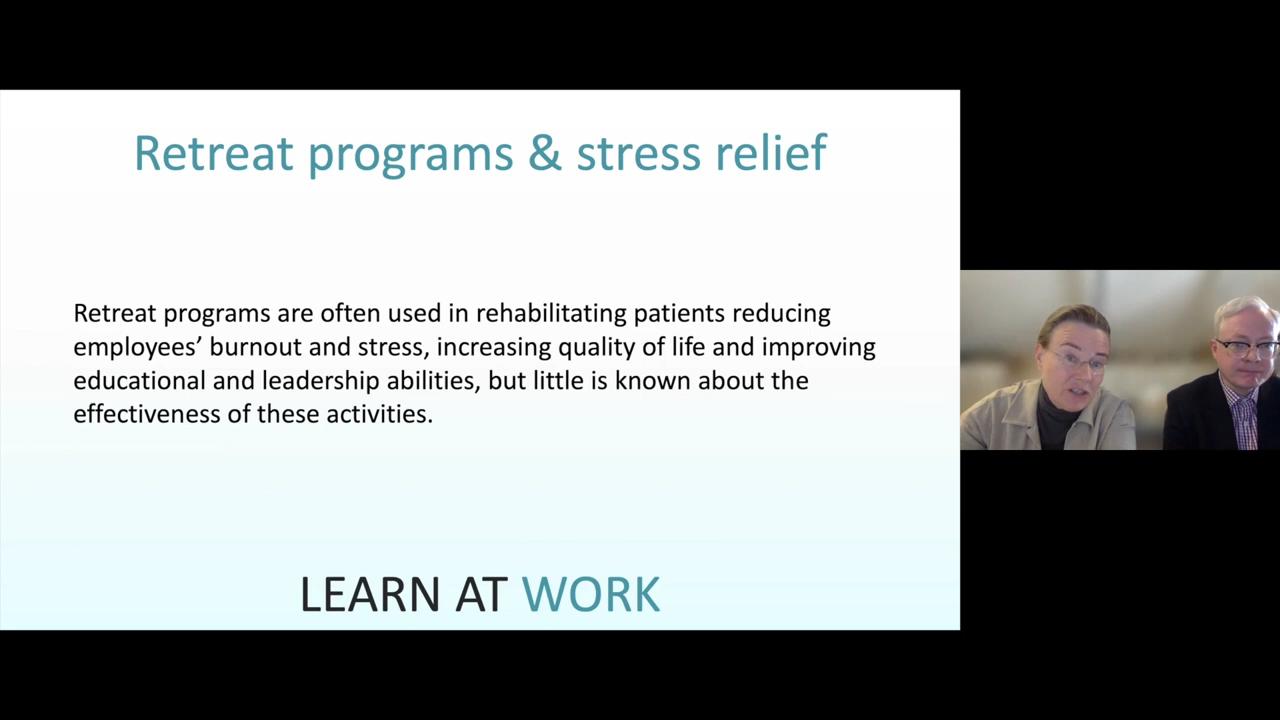 Retreat programs & stress relief
Retreat programs are often used in rehabilitating patients reducing
employees’ burnout and stress, increasing quality of life and improving
educational and leadership abilities, but little is known about the
effectiveness of these activities.
LEARN AT WORK